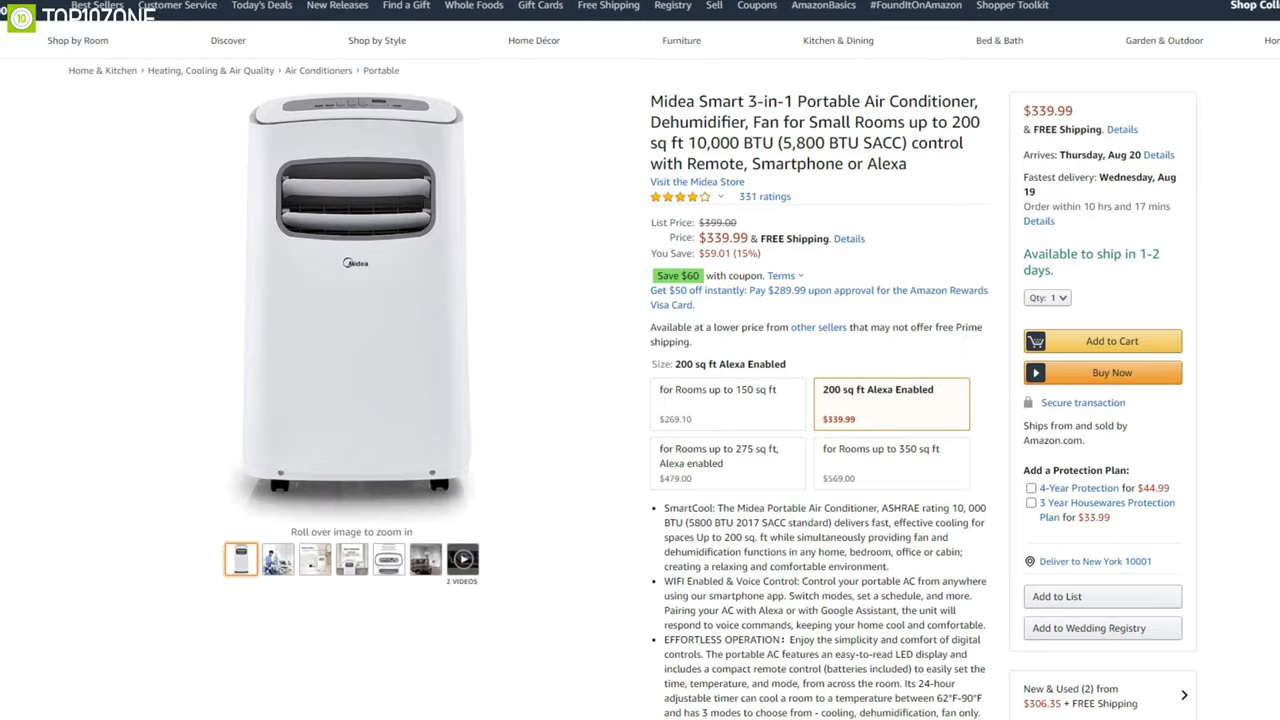 TOP10ZONE
10
Best Sellers Customer Service Today's Deals New Releases Find a Gift Whole Foods Gift Cards Free Shipping Registry Sell Coupons AmazonBasics #FoundItOnAmazon Shopper Toolkit
Shop by Room Discover Shop by Style Home Décor Furniture Kitchen & Dining Bed & Bath Garden & Outdoor
Home & Kitchen › Heating, Cooling & Air Quality › Air Conditioners › Portable
Midea
Roll over image to zoom in
2 VIDEOS
Midea Smart 3-in-1 Portable Air Conditioner,
Dehumidifier, Fan for Small Rooms up to 200
sq ft 10,000 BTU (5,800 BTU SACC) control
with Remote, Smartphone or Alexa
Visit the Midea Store
331 ratings
List Price: $399.00
Price: $339.99 & FREE Shipping. Details
You Save: $59.01 (15%)
Save $60 with coupon. Terms
Get $50 off instantly: Pay $289.99 upon approval for the Amazon Rewards
Visa Card.
Available at a lower price from other sellers that may not offer free Prime
shipping.
Size: 200 sq ft Alexa Enabled
for Rooms up to 150 sq ft
$269.10
200 sq ft Alexa Enabled
$339.99
for Rooms up to 275 sq ft,
Alexa enabled
$479.00
for Rooms up to 350 sq ft
$569.00
• SmartCool: The Midea Portable Air Conditioner, ASHRAE rating 10, 000
BTU (5800 BTU 2017 SACC standard) delivers fast, effective cooling for
spaces Up to 200 sq. ft while simultaneously providing fan and
dehumidification functions in any home, bedroom, office or cabin;
creating a relaxing and comfortable environment.
• WIFI Enabled & Voice Control: Control your portable AC from anywhere
using our smartphone app. Switch modes, set a schedule, and more.
Pairing your AC with Alexa or with Google Assistant, the unit will
respond to voice commands, keeping your home cool and comfortable.
• EFFORTLESS OPERATION: Enjoy the simplicity and comfort of digital
controls. The portable AC features an easy-to-read LED display and
includes a compact remote control (batteries included) to easily set the
time, temperature, and mode, from across the room. Its 24-hour
adjustable timer can cool a room to a temperature between 62°F-90°F
and has 3 modes to choose from - cooling, dehumidification, fan only.
$339.99
& FREE Shipping. Details
Arrives: Thursday, Aug 20 Details
Fastest delivery: Wednesday, Aug
19
Order within 10 hrs and 17 mins
Details
Available to ship in 1-2
days.
Qty: 1
Add to Cart
Buy Now
Secure transaction
Ships from and sold by
Amazon.com.
Add a Protection Plan:
4-Year Protection for $44.99
3 Year Housewares Protection
Plan for $33.99
Deliver to New York 10001
Add to List
Add to Wedding Registry
New & Used (2) from
$306.35 + FREE Shipping